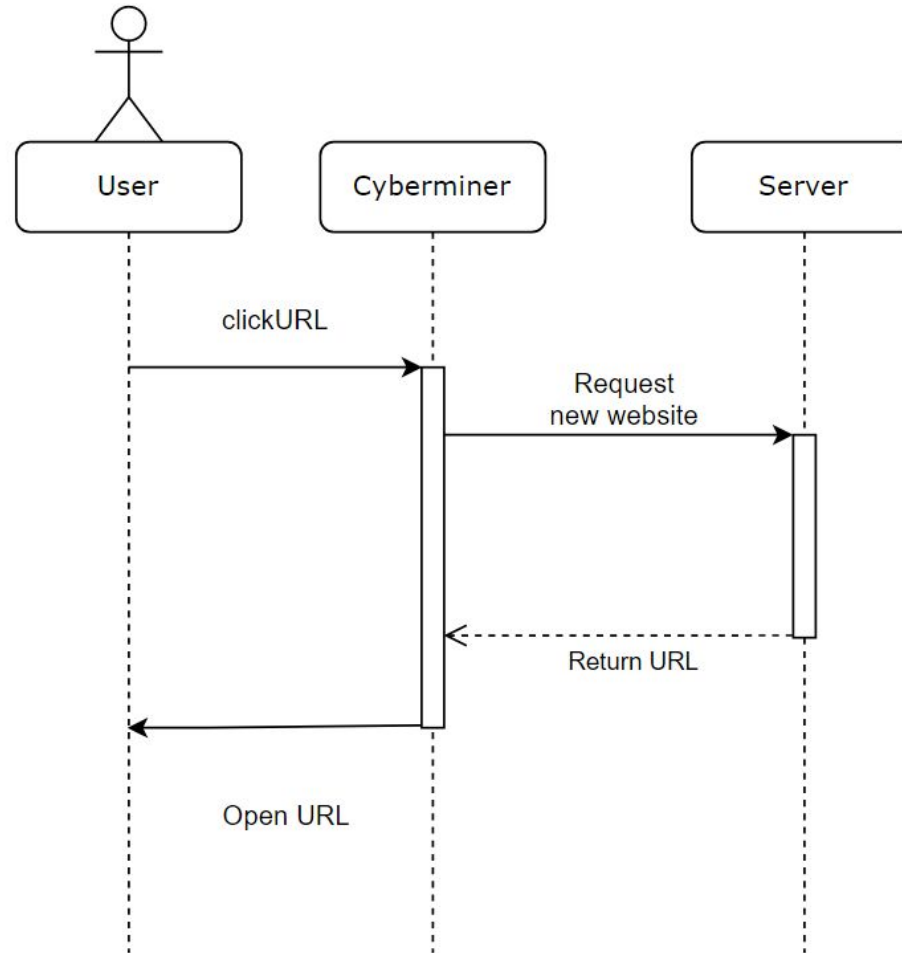 User
Cyberminer
Server
clickURL
Request
new website
Return URL
Open URL